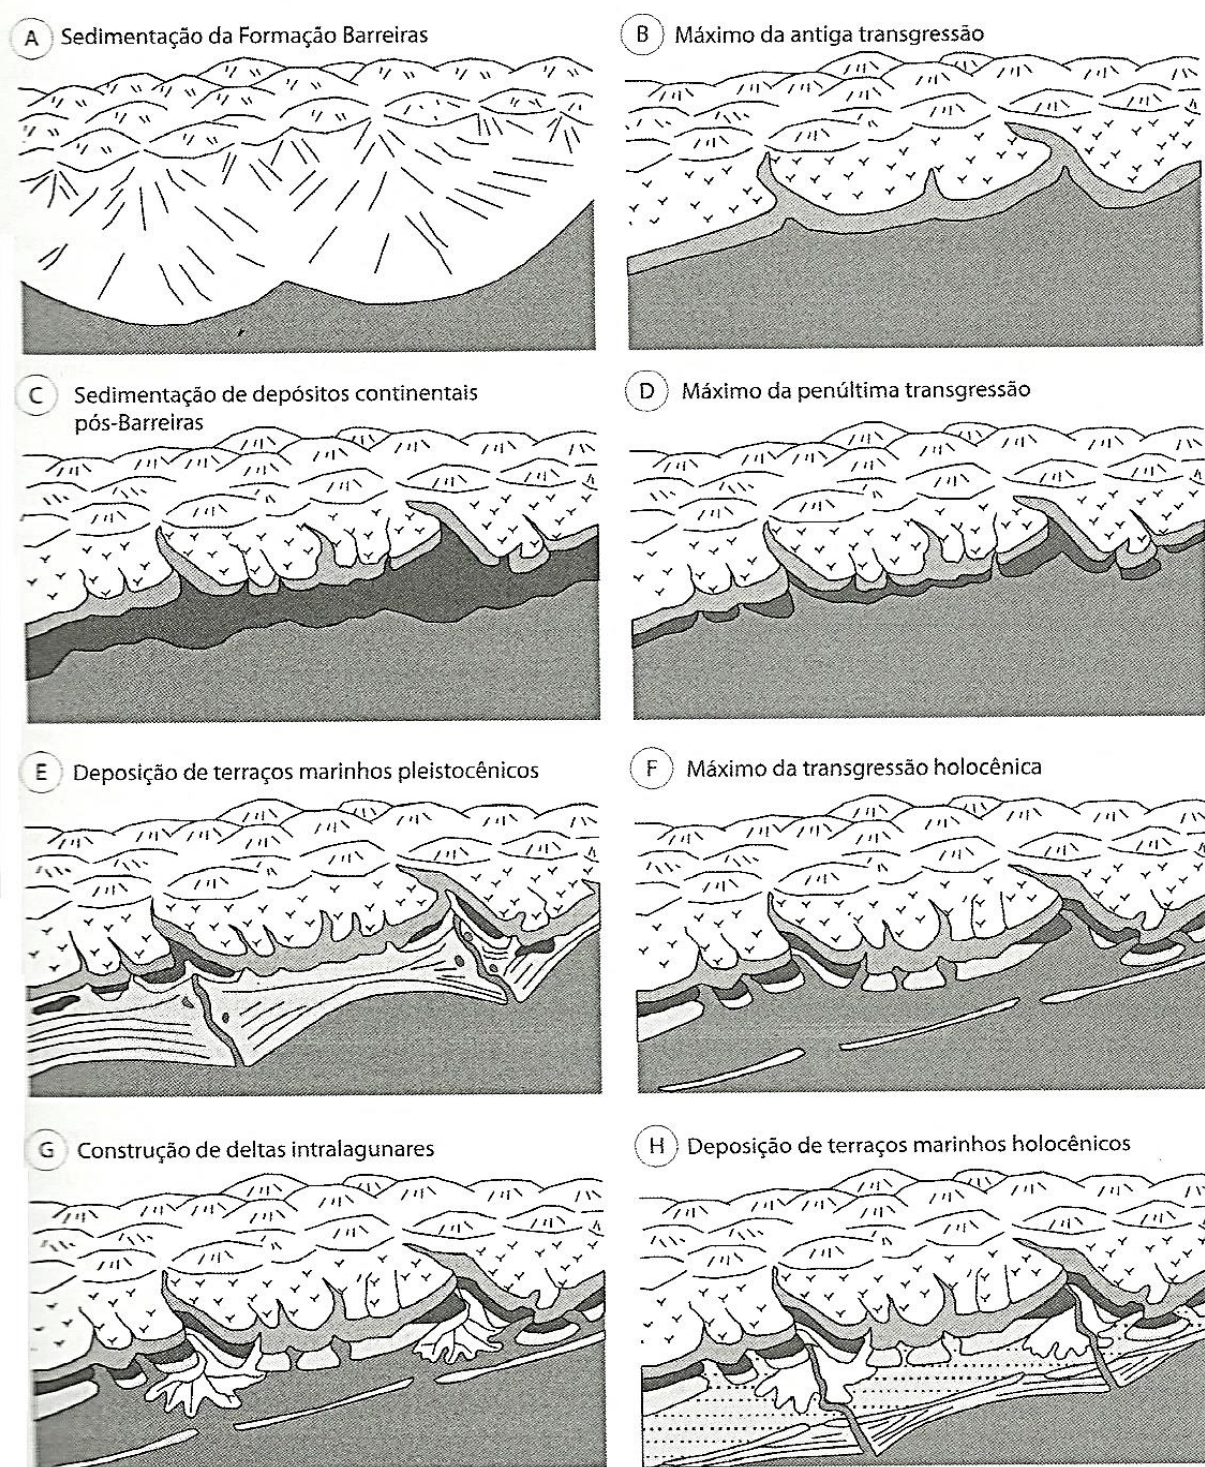 A Sedimentação da Formação Barreiras
B Máximo da antiga transgressão
C Sedimentação de depósitos continentais
pós-Barreiras
D Máximo da penúltima transgressão
E Deposição de terraços marinhos pleistocênicos
F Máximo da transgressão holocênica
G Construção de deltas intralagunares
H Deposição de terraços marinhos holocênicos